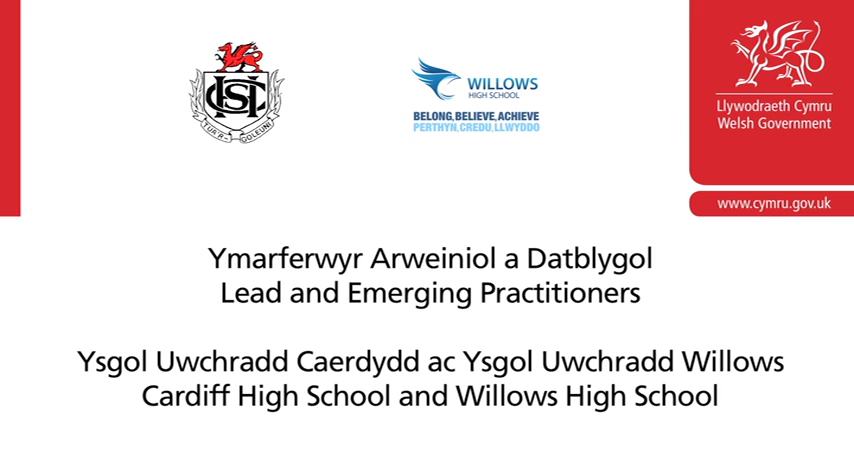 CHS
TUA'R GOLEUNI
WILLOWS
HIGH SCHOOL
BELONG, BELIEVE, ACHIEVE
PERTHYN, CREDU, LLWYDDO
Llywodraeth Cymru
Welsh Government
www.cymru.gov.uk
Ymarferwyr Arweiniol a Datblygol
Lead and Emerging Practitioners
Ysgol Uwchradd Caerdydd ac Ysgol Uwchradd Willows
Cardiff High School and Willows High School